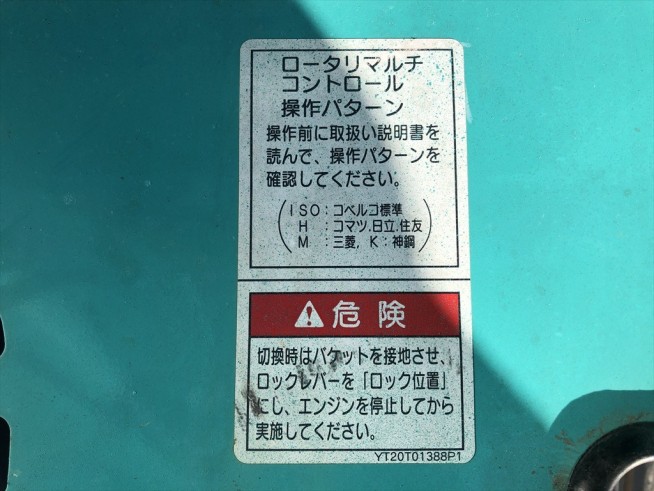 ロータリマルチ
コントロール
操作パターン
操作前に取扱い説明書を
読んで、操作パターンを
確認してください。
ISO：コベルコ標準
H ：コマツ,日立,住友
M ：三菱, K：神鋼
危険
切換時はバケットを接地させ、
ロックレバーを「ロック位置」
にし、エンジンを停止してから
実施してください。
YT20T01388P1